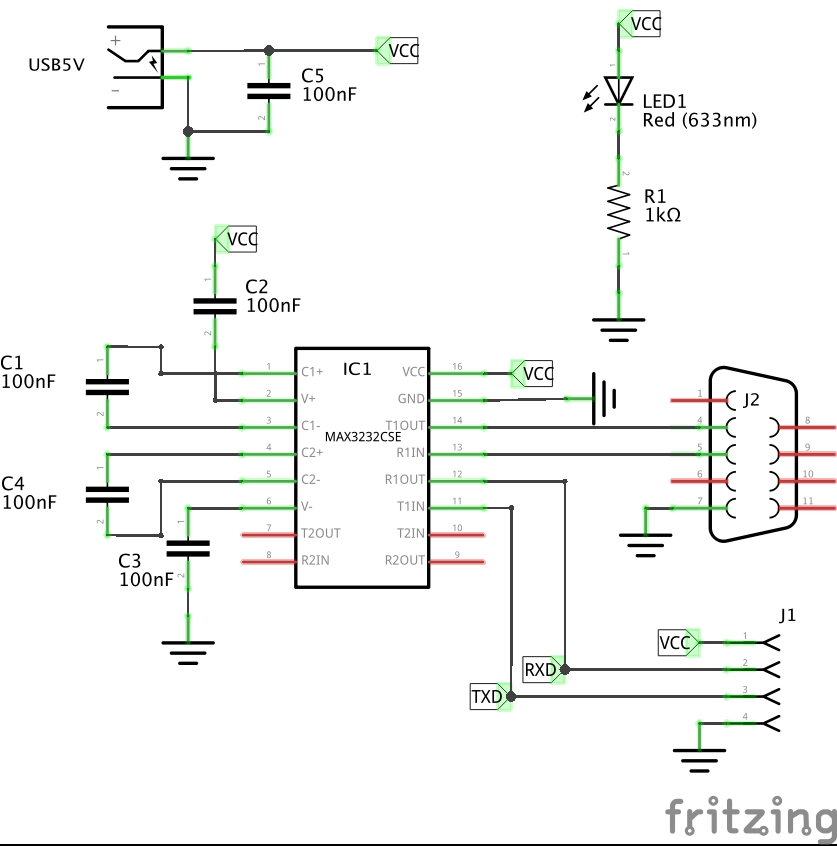 VCC
+
USB5V
VCC
1
C5
100nF
−
2
1
LED1
Red (633nm)
2
2
R1
1kΩ
1
VCC
1
C2
100nF
2
C1
100nF
1
2
IC1
MAX3232CSE
1 C1+ VCC 16
VCC
2 V+ GND 15
3 C1- T1OUT 14
4 C2+ R1IN 13
5 C2- R1OUT 12
6 V- T1IN 11
7 T2OUT T2IN 10
8 R2IN R2OUT 9
J2
1
4 8
5 9
6 10
7 11
C4
100nF
1
2
C3
100nF
1
2
J1
VCC 1
RXD 2
TXD 3
4
fritzing